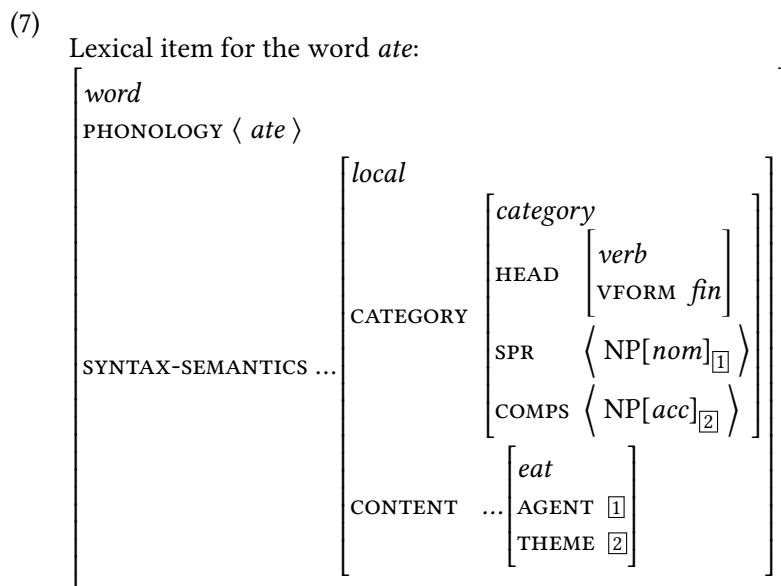 (7)
Lexical item for the word ate:
word
PHONOLOGY ⟨ ate ⟩
local
category
HEAD
verb
VFORM fin
CATEGORY
SPR ⟨ NP[nom]1 ⟩
SYNTAX-SEMANTICS ...
COMPS ⟨ NP[acc]2 ⟩
eat
CONTENT ... AGENT 1
THEME 2